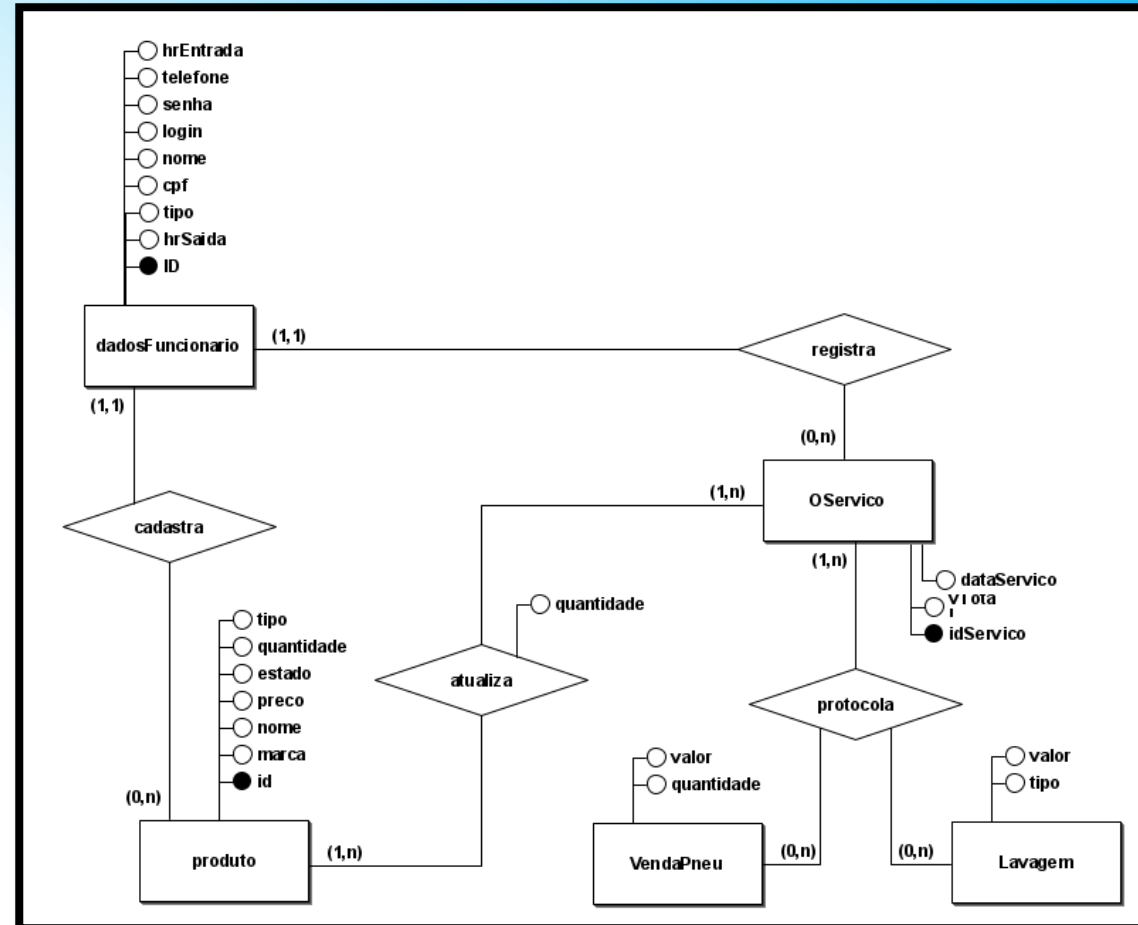 hrEntrada
telefone
senha
login
nome
cpf
tipo
hrSaida
ID
dadosFuncionario
(1,1)
registra
(1,1)
(0,n)
cadastra
(1,n)
OServico
(1,n)
dataServico
idServico
quantidade
atualiza
protocola
tipo
quantidade
estado
preco
nome
marca
id
(0,n)
produto
(1,n)
valor
quantidade
VendaPneu
(0,n)
valor
tipo
(0,n)
Lavagem